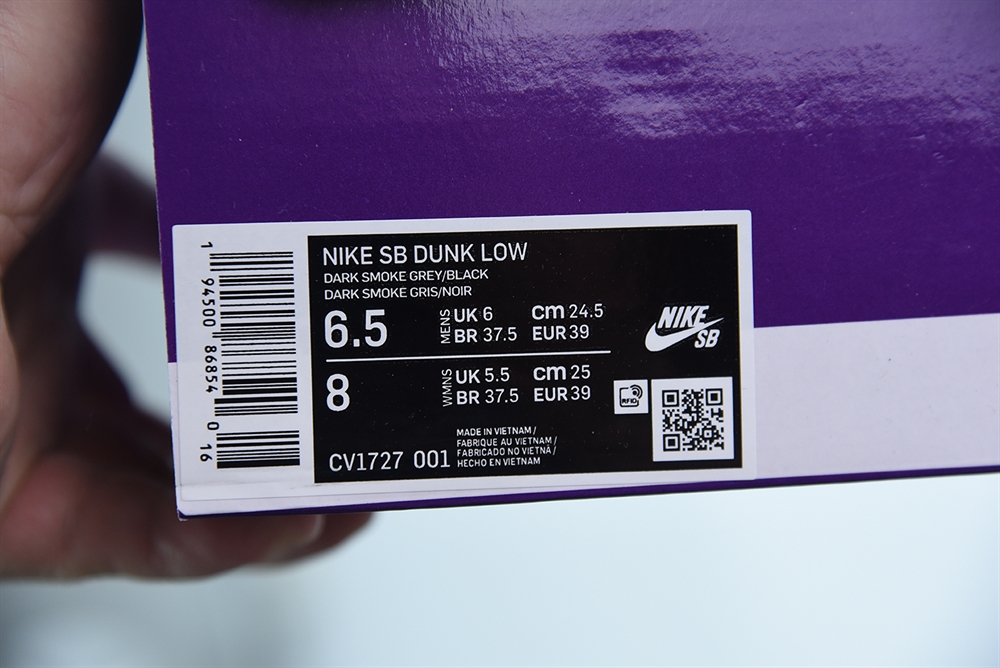 1 94500 86854 0 16
NIKE SB DUNK LOW
DARK SMOKE GREY/BLACK
DARK SMOKE GRIS/NOIR
6.5 MENS UK 6 cm 24.5
BR 37.5 EUR 39
8 WMNS UK 5.5 cm 25
BR 37.5 EUR 39
NIKE
SB
RFID
CV1727 001
MADE IN VIETNAM /
FABRIQUE AU VIETNAM /
FABRICADO NO VIETNÃ /
HECHO EN VIETNAM